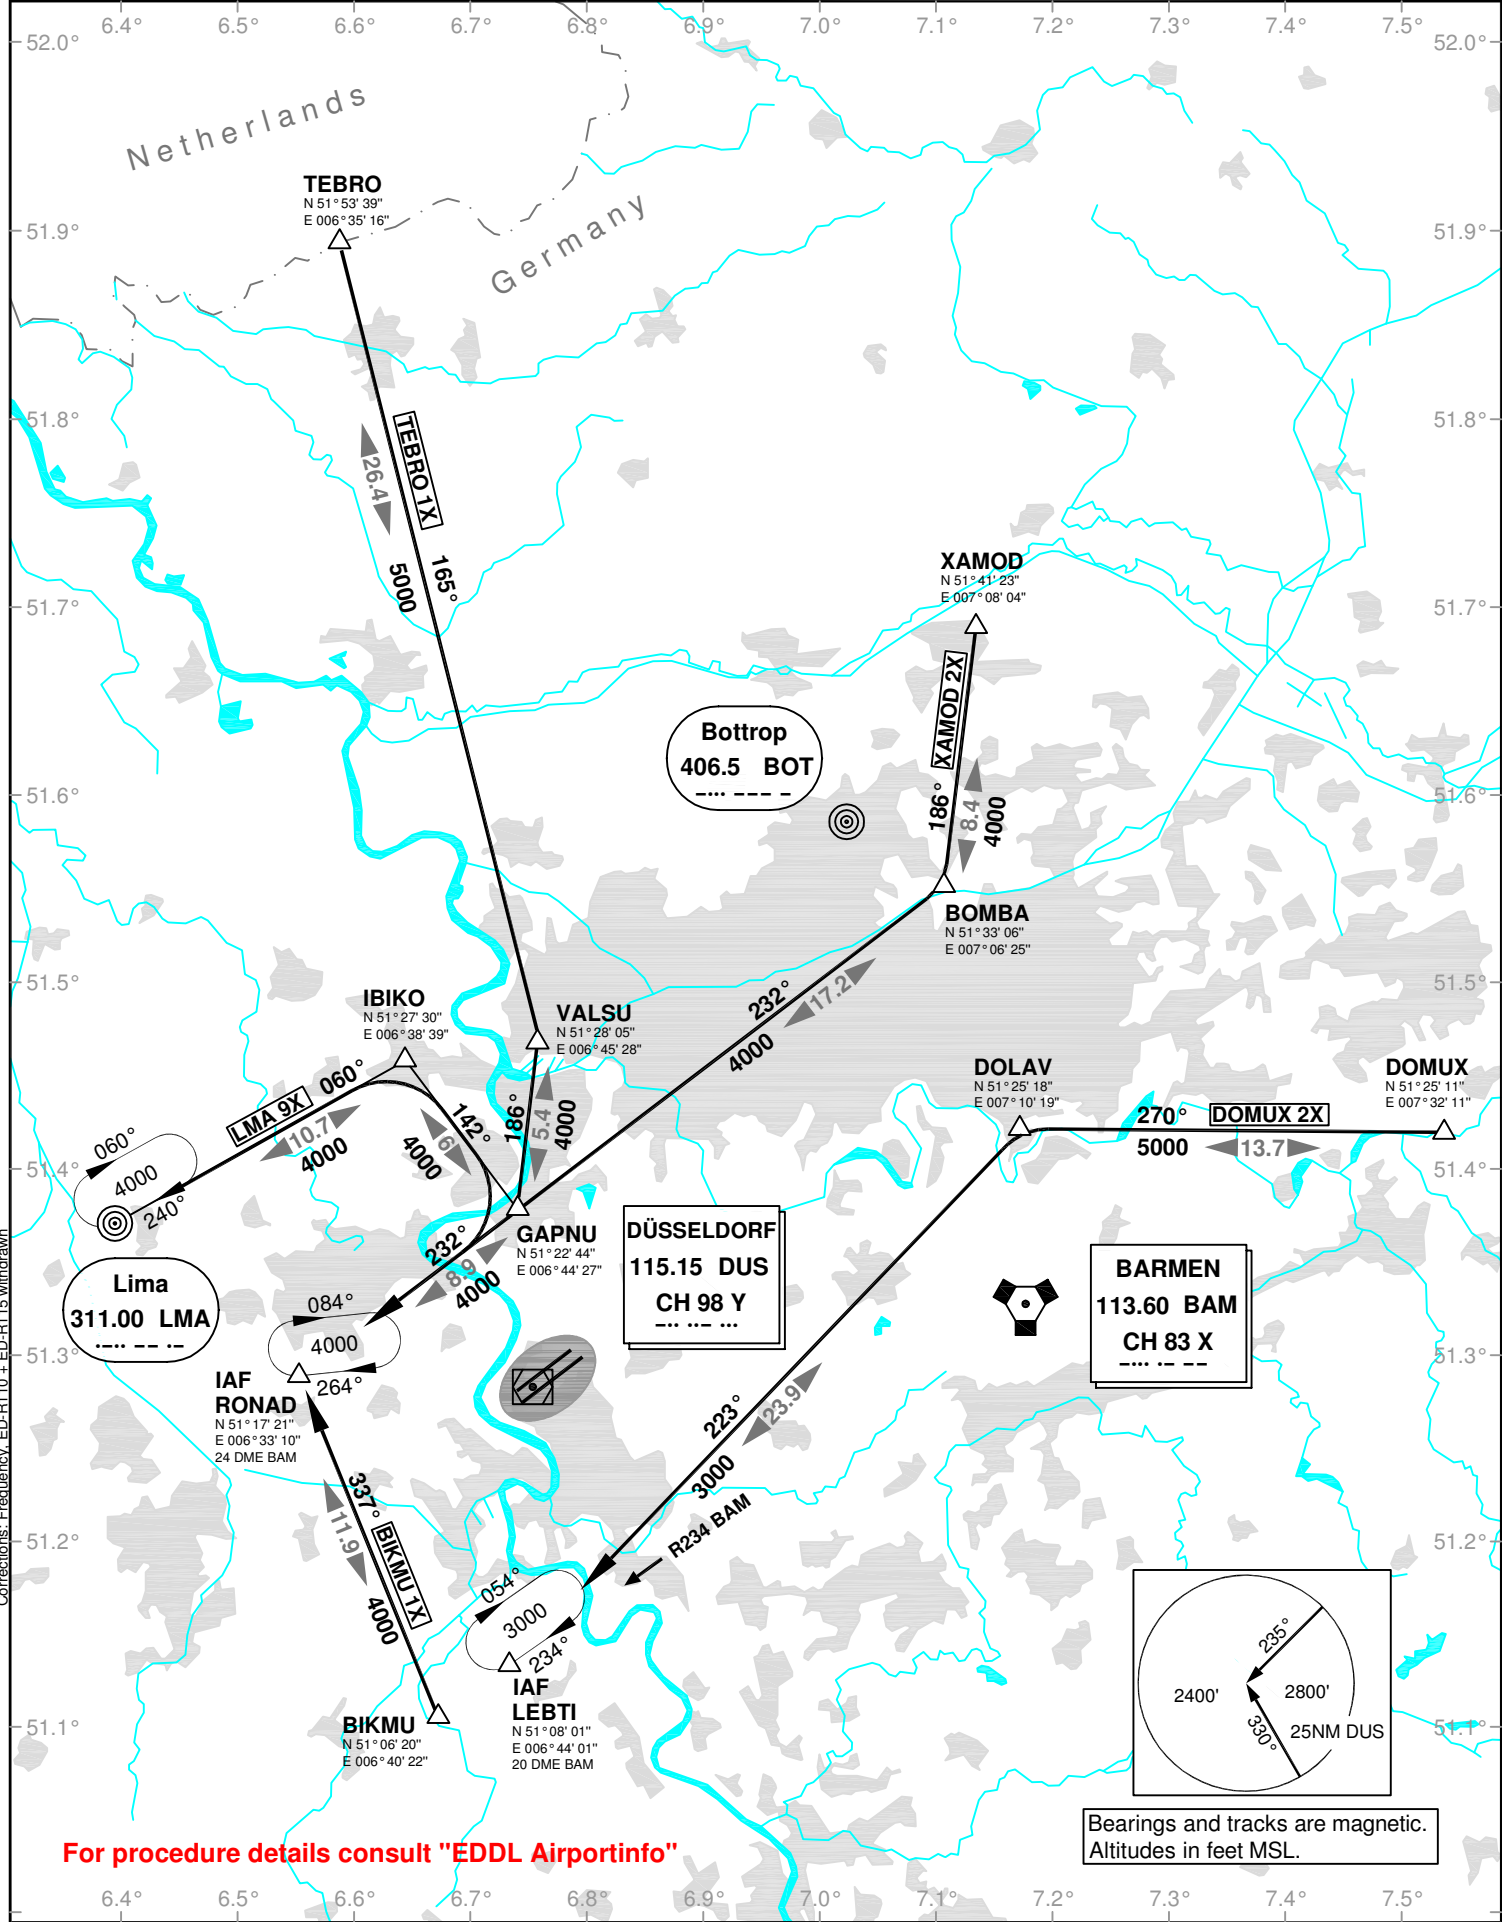 6.4° 6.5° 6.6° 6.7° 6.8° 6.9° 7.0° 7.1° 7.2° 7.3° 7.4° 7.5°
52.0° 52.0°
Netherlands
TEBRO
N 51°53' 39"
E 006°35' 16"
Germany
51.9° 51.9°
51.8° 51.8°
TEBRO 1X
26.4
165°
5000
XAMOD
N 51°41' 23"
E 007°08' 04"
51.7° 51.7°
XAMOD 2X
Bottrop
406.5 BOT
186°
8.4
4000
51.6° 51.6°
BOMBA
N 51°33' 06"
E 007°06' 25"
232°
17.2
4000
51.5° 51.5°
IBIKO
N 51°27' 30"
E 006°38' 39"
VALSU
N 51°28' 05"
E 006°45' 28"
DOLAV
N 51°25' 18"
E 007°10' 19"
DOMUX
N 51°25' 11"
E 007°32' 11"
060°
LMA 9X
10.7
4000
142°
4000
186°
5.4
4000
270°
DOMUX 2X
5000
13.7
51.4° 51.4°
060°
4000
240°
GAPNU
N 51°22' 44"
E 006°44' 27"
232°
8.9
4000
DÜSSELDORF
115.15 DUS
CH 98 Y
BARMEN
113.60 BAM
CH 83 X
Lima
311.00 LMA
084°
4000
264°
51.3° 51.3°
IAF
RONAD
N 51°17' 21"
E 006°33' 10"
24 DME BAM
223°
23.9
3000
R234 BAM
337°
BIKMU 1X
11.9
4000
51.2° 51.2°
054°
3000
234°
IAF
LEBTI
N 51°08' 01"
E 006°44' 01"
20 DME BAM
BIKMU
N 51°06' 20"
E 006°40' 22"
51.1° 51.1°
235°
2400'
2800'
330°
25NM DUS
Bearings and tracks are magnetic.
Altitudes in feet MSL.
For procedure details consult "EDDL Airportinfo"
6.4° 6.5° 6.6° 6.7° 6.8° 6.9° 7.0° 7.1° 7.2° 7.3° 7.4° 7.5°
Corrections: Frequency, ED-R110 + ED-R115 withdrawn